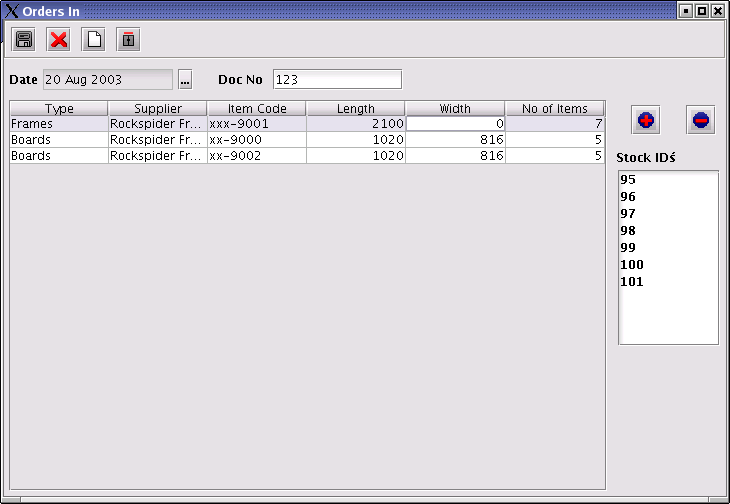 Orders In
Date 20 Aug 2003 ... Doc No 123
Type Supplier Item Code Length Width No of Items
Frames Rockspider Fr... xxx-9001 2100 0 7
Boards Rockspider Fr... xx-9000 1020 816 5
Boards Rockspider Fr... xx-9002 1020 816 5
Stock IDś
95
96
97
98
99
100
101